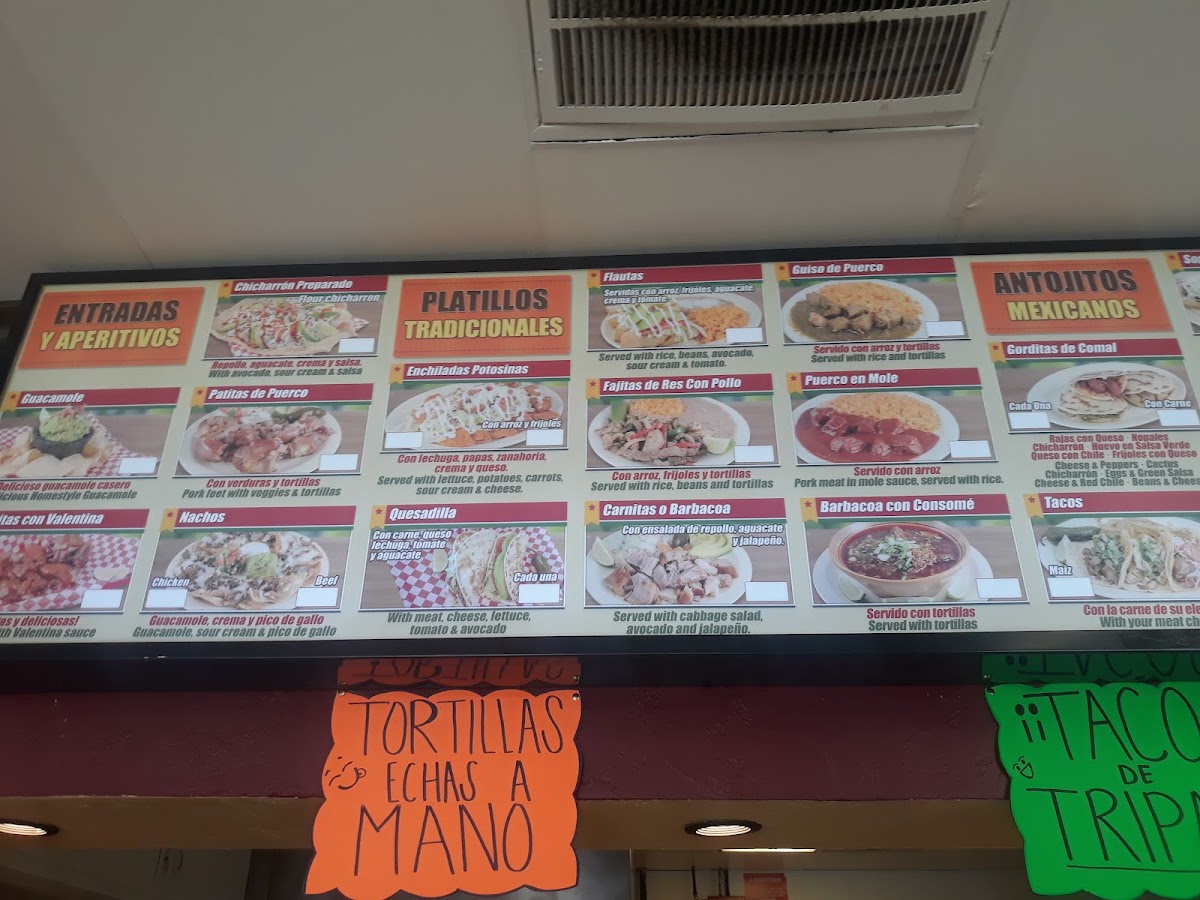 ENTRADAS
Y APERITIVOS
Guacamole
Delicioso guacamole casero
Homestyle Guacamole
con Valentina
y deliciosas!
Valentina sauce
Chicharrón Preparado
Flour chicharron
Repollo, aguacate, crema y salsa.
With avocado, sour cream & salsa
Patitas de Puerco
Con verduras y tortillas
Pork feet with veggies & tortillas
Nachos
Chicken
Beef
Guacamole, crema y pico de gallo
Guacamole, sour cream & pico de gallo
PLATILLOS
TRADICIONALES
Enchiladas Potosinas
Con arroz y frijoles
Con lechuga, papas, zanahoria,
crema y queso.
Served with lettuce, potatoes, carrots,
sour cream & cheese.
Quesadilla
Con carne, queso
lechuga, tomate
y aguacate
Cada una
With meat, cheese, lettuce,
tomato & avocado
Flautas
Servidas con arroz, frijoles, aguacate,
crema y tomate.
Served with rice, beans, avocado,
sour cream & tomate.
Fajitas de Res Con Pollo
Con arroz, frijoles y tortillas
Served with rice, beans and tortillas
Carnitas o Barbacoa
Con ensalada de repollo, aguacate
y jalapeño.
Served with cabbage salad,
avocado and jalapeño.
Guiso de Puerco
Servido con arroz y tortillas
Served with rice and tortillas
Puerco en Mole
Servido con arroz
Pork meat in mole sauce, served with rice.
Barbacoa con Consomé
Servido con tortillas
Served with tortillas
ANTOJITOS
MEXICANOS
Gorditas de Comal
Cada Una
Con Carne
Rajas con Queso · Nopales
Chicharrón · Huevo en Salsa Verde
Queso con Chile · Frijoles con Queso
Cheese & Peppers · Cactus
Chicharrón · Eggs & Green Salsa
Cheese & Red Chile · Beans & Cheese
Tacos
Maiz
Con la carne de su
With your meat
TORTILLAS
ECHAS A
MANO
¡¡TACO
DE
TRIP